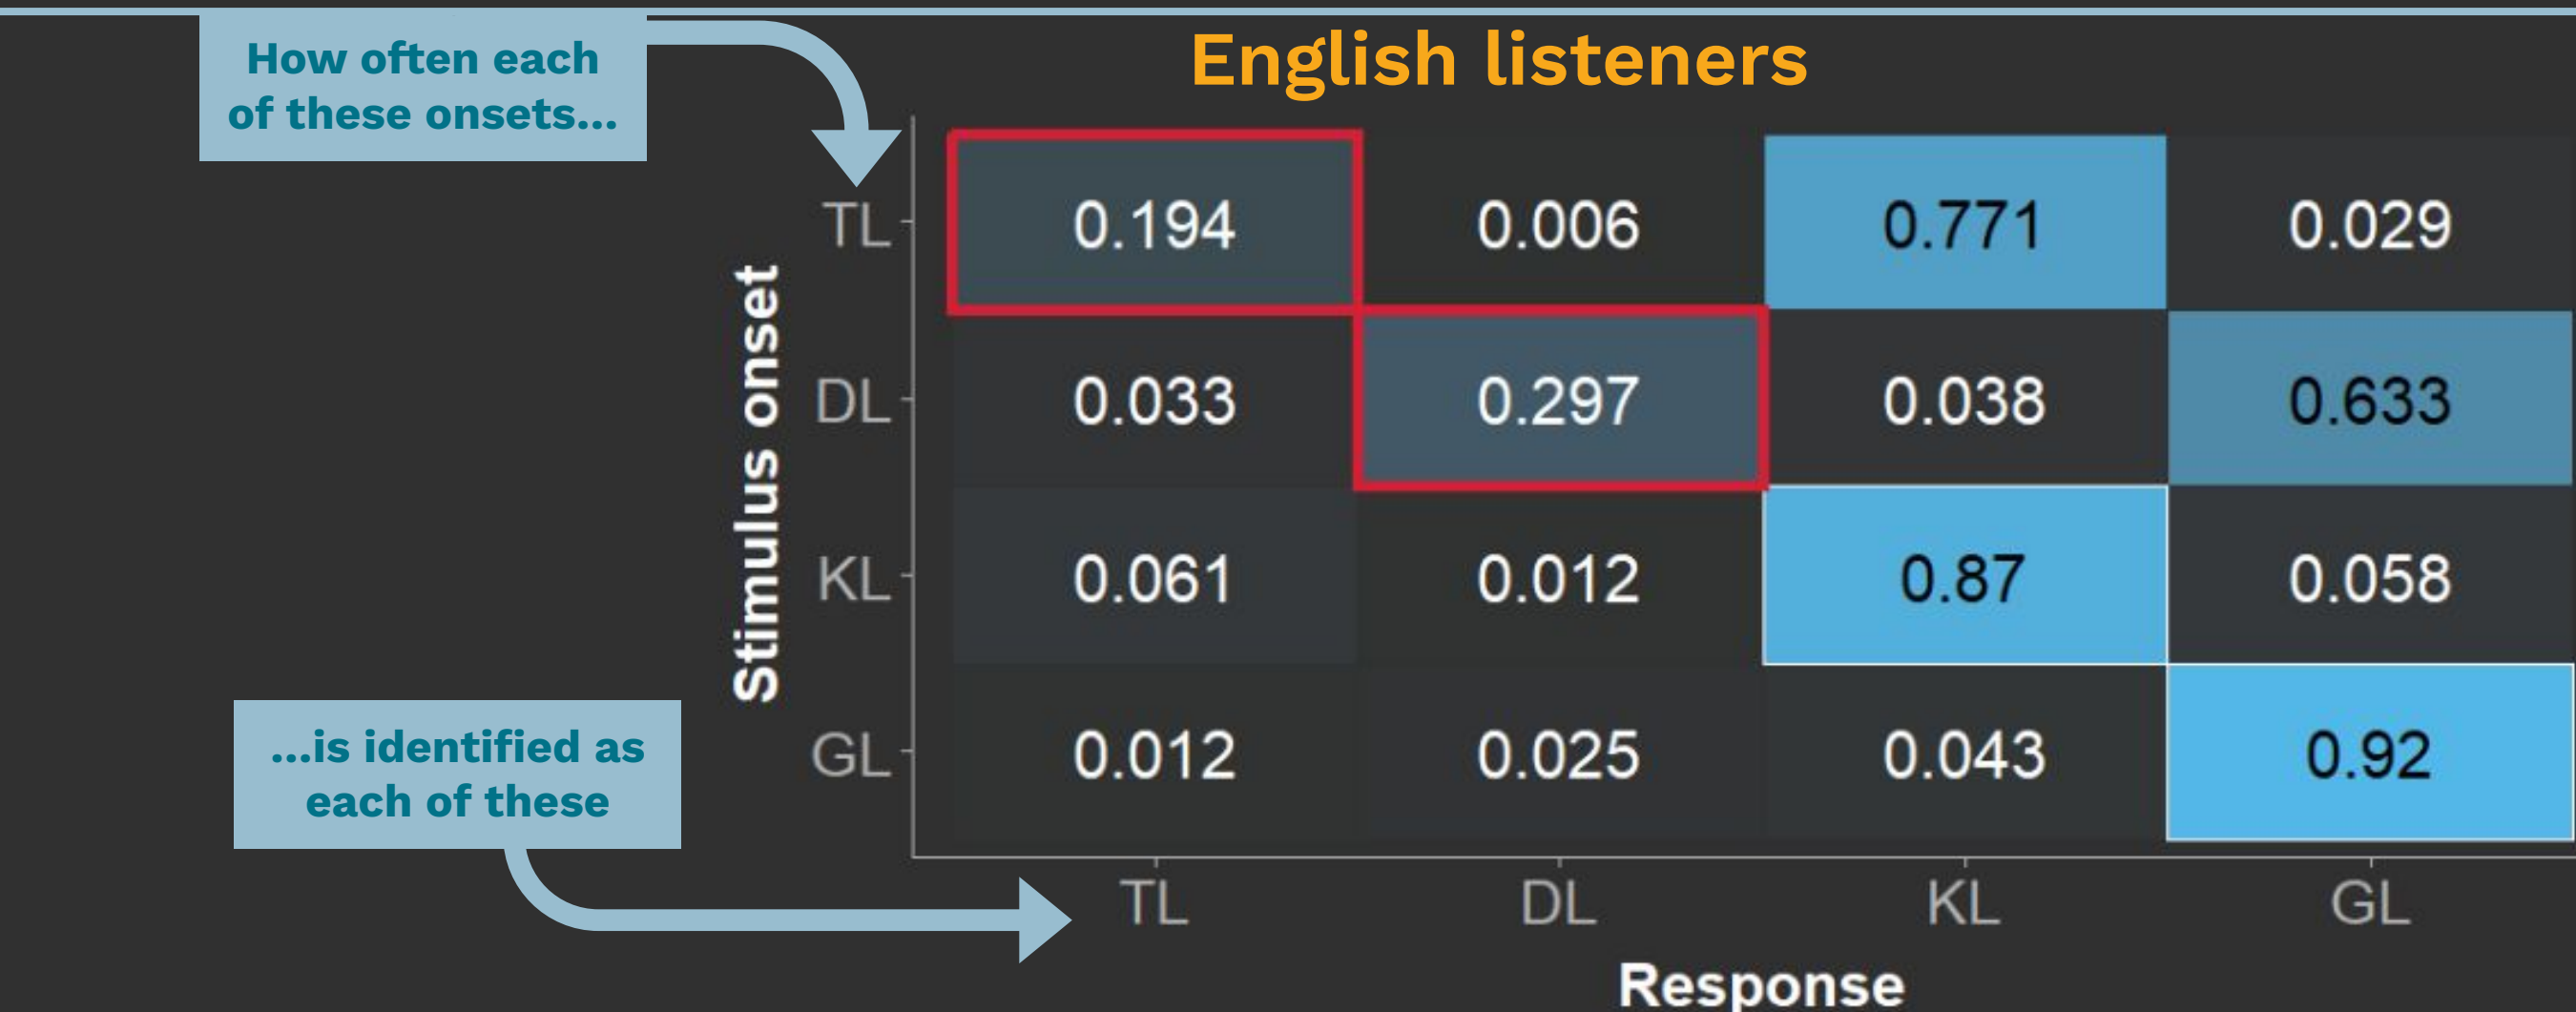 How often each
of these onsets...
English listeners
Stimulus onset
TL 0.194 0.006 0.771 0.029
DL 0.033 0.297 0.038 0.633
KL 0.061 0.012 0.87 0.058
GL 0.012 0.025 0.043 0.92
...is identified as
each of these
TL DL KL GL
Response